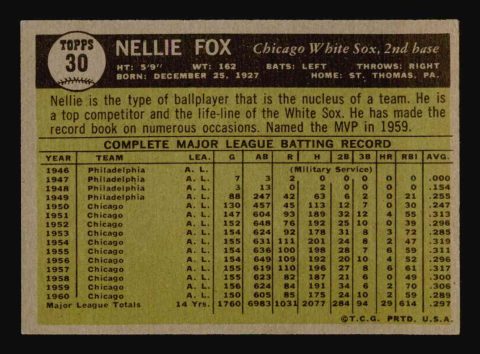 TOPPS
30
NELLIE FOX Chicago White Sox, 2nd base
HT: 5'9" WT: 162 BATS: LEFT THROWS: RIGHT
BORN: DECEMBER 25, 1927 HOME: ST. THOMAS, PA.
Nellie is the type of ballplayer that is the nucleus of a team. He is
a top competitor and the life-line of the White Sox. He has made the
record book on numerous occasions. Named the MVP in 1959.
COMPLETE MAJOR LEAGUE BATTING RECORD
YEAR TEAM LEA. G AB R H 2B 3B HR RBI AVG.
1946 Philadelphia A. L. (Military Service)
1947 Philadelphia A. L. 7 3 2 0 0 0 0 0 .000
1948 Philadelphia A. L. 3 13 0 2 0 0 0 0 .154
1949 Philadelphia A. L. 88 247 42 63 6 2 0 21 .255
1950 Chicago A. L. 130 457 45 113 12 7 0 30 .247
1951 Chicago A. L. 147 604 93 189 32 12 4 55 .313
1952 Chicago A. L. 152 648 76 192 25 10 0 39 .296
1953 Chicago A. L. 154 624 92 178 31 8 3 72 .285
1954 Chicago A. L. 155 631 111 201 24 8 2 47 .319
1955 Chicago A. L. 154 636 100 198 28 7 6 59 .311
1956 Chicago A. L. 154 649 109 192 20 10 4 52 .296
1957 Chicago A. L. 155 619 110 196 27 8 6 61 .317
1958 Chicago A. L. 155 623 82 187 21 6 0 49 .300
1959 Chicago A. L. 156 624 84 191 34 6 2 70 .306
1960 Chicago A. L. 150 605 85 175 24 10 2 59 .289
Major League Totals 14 Yrs. 1760 6983 1031 2077 284 94 29 614 .297
©T.C.G. PRTD. U.S.A.